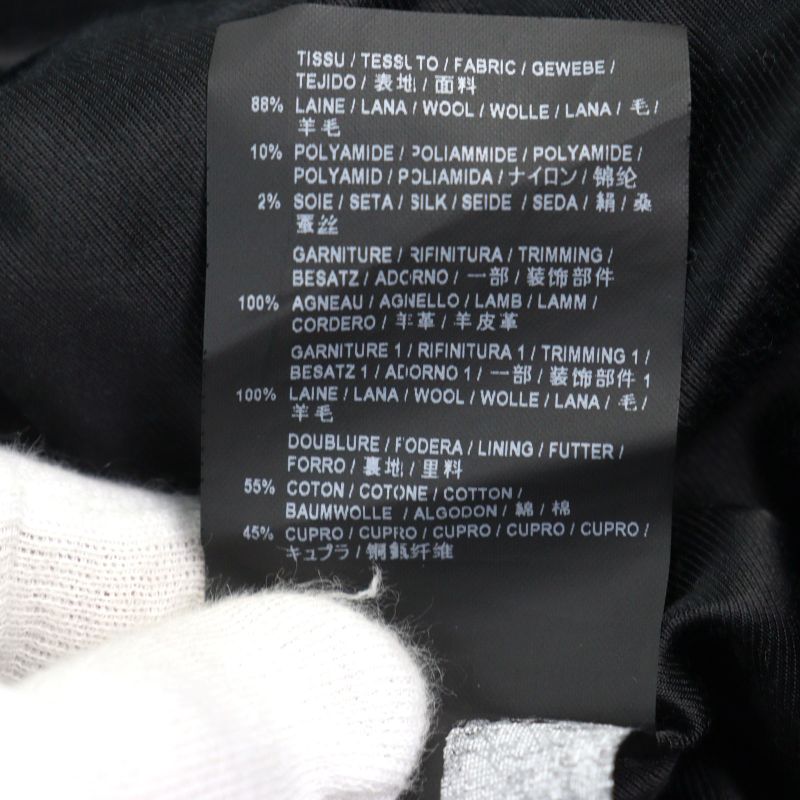 TISSU / TESSUTO / FABRIC / GEWEBE /
TEJIDO / 表地 / 面料
88% LAINE / LANA / WOOL / WOLLE / LANA / 毛 /
羊毛
10% POLYAMIDE / POLIAMMIDE / POLYAMIDE /
POLYAMID / POLIAMIDA / ナイロン / 锦纶
2% SOIE / SETA / SILK / SEIDE / SEDA / 絹 / 桑
蚕丝
GARNITURE / RIFINITURA / TRIMMING /
BESATZ / ADORNO / 一部 / 装饰部件
100% AGNEAU / AGNELLO / LAMB / LAMM /
CORDERO / 羊革 / 羊皮革
GARNITURE 1 / RIFINITURA 1 / TRIMMING 1 /
BESATZ 1 / ADORNO 1 / 一部 / 装饰部件 1
100% LAINE / LANA / WOOL / WOLLE / LANA / 毛 /
羊毛
DOUBLURE / FODERA / LINING / FUTTER /
FORRO / 裏地 / 里料
55% COTON / COTONE / COTTON /
BAUMWOLLE / ALGODON / 綿 / 棉
45% CUPRO / CUPRO / CUPRO / CUPRO / CUPRO /
キュプラ / 铜氨纤维